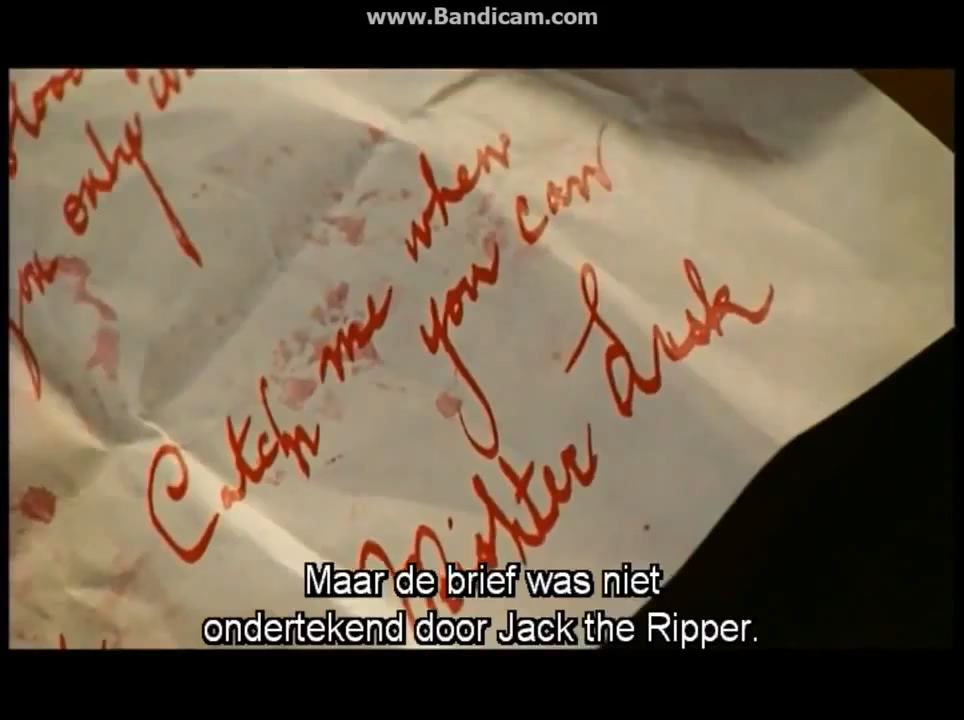 www.Bandicam.com
only
Catch me when
you can
Mishter Lusk
Maar de brief was niet
ondertekend door Jack the Ripper.